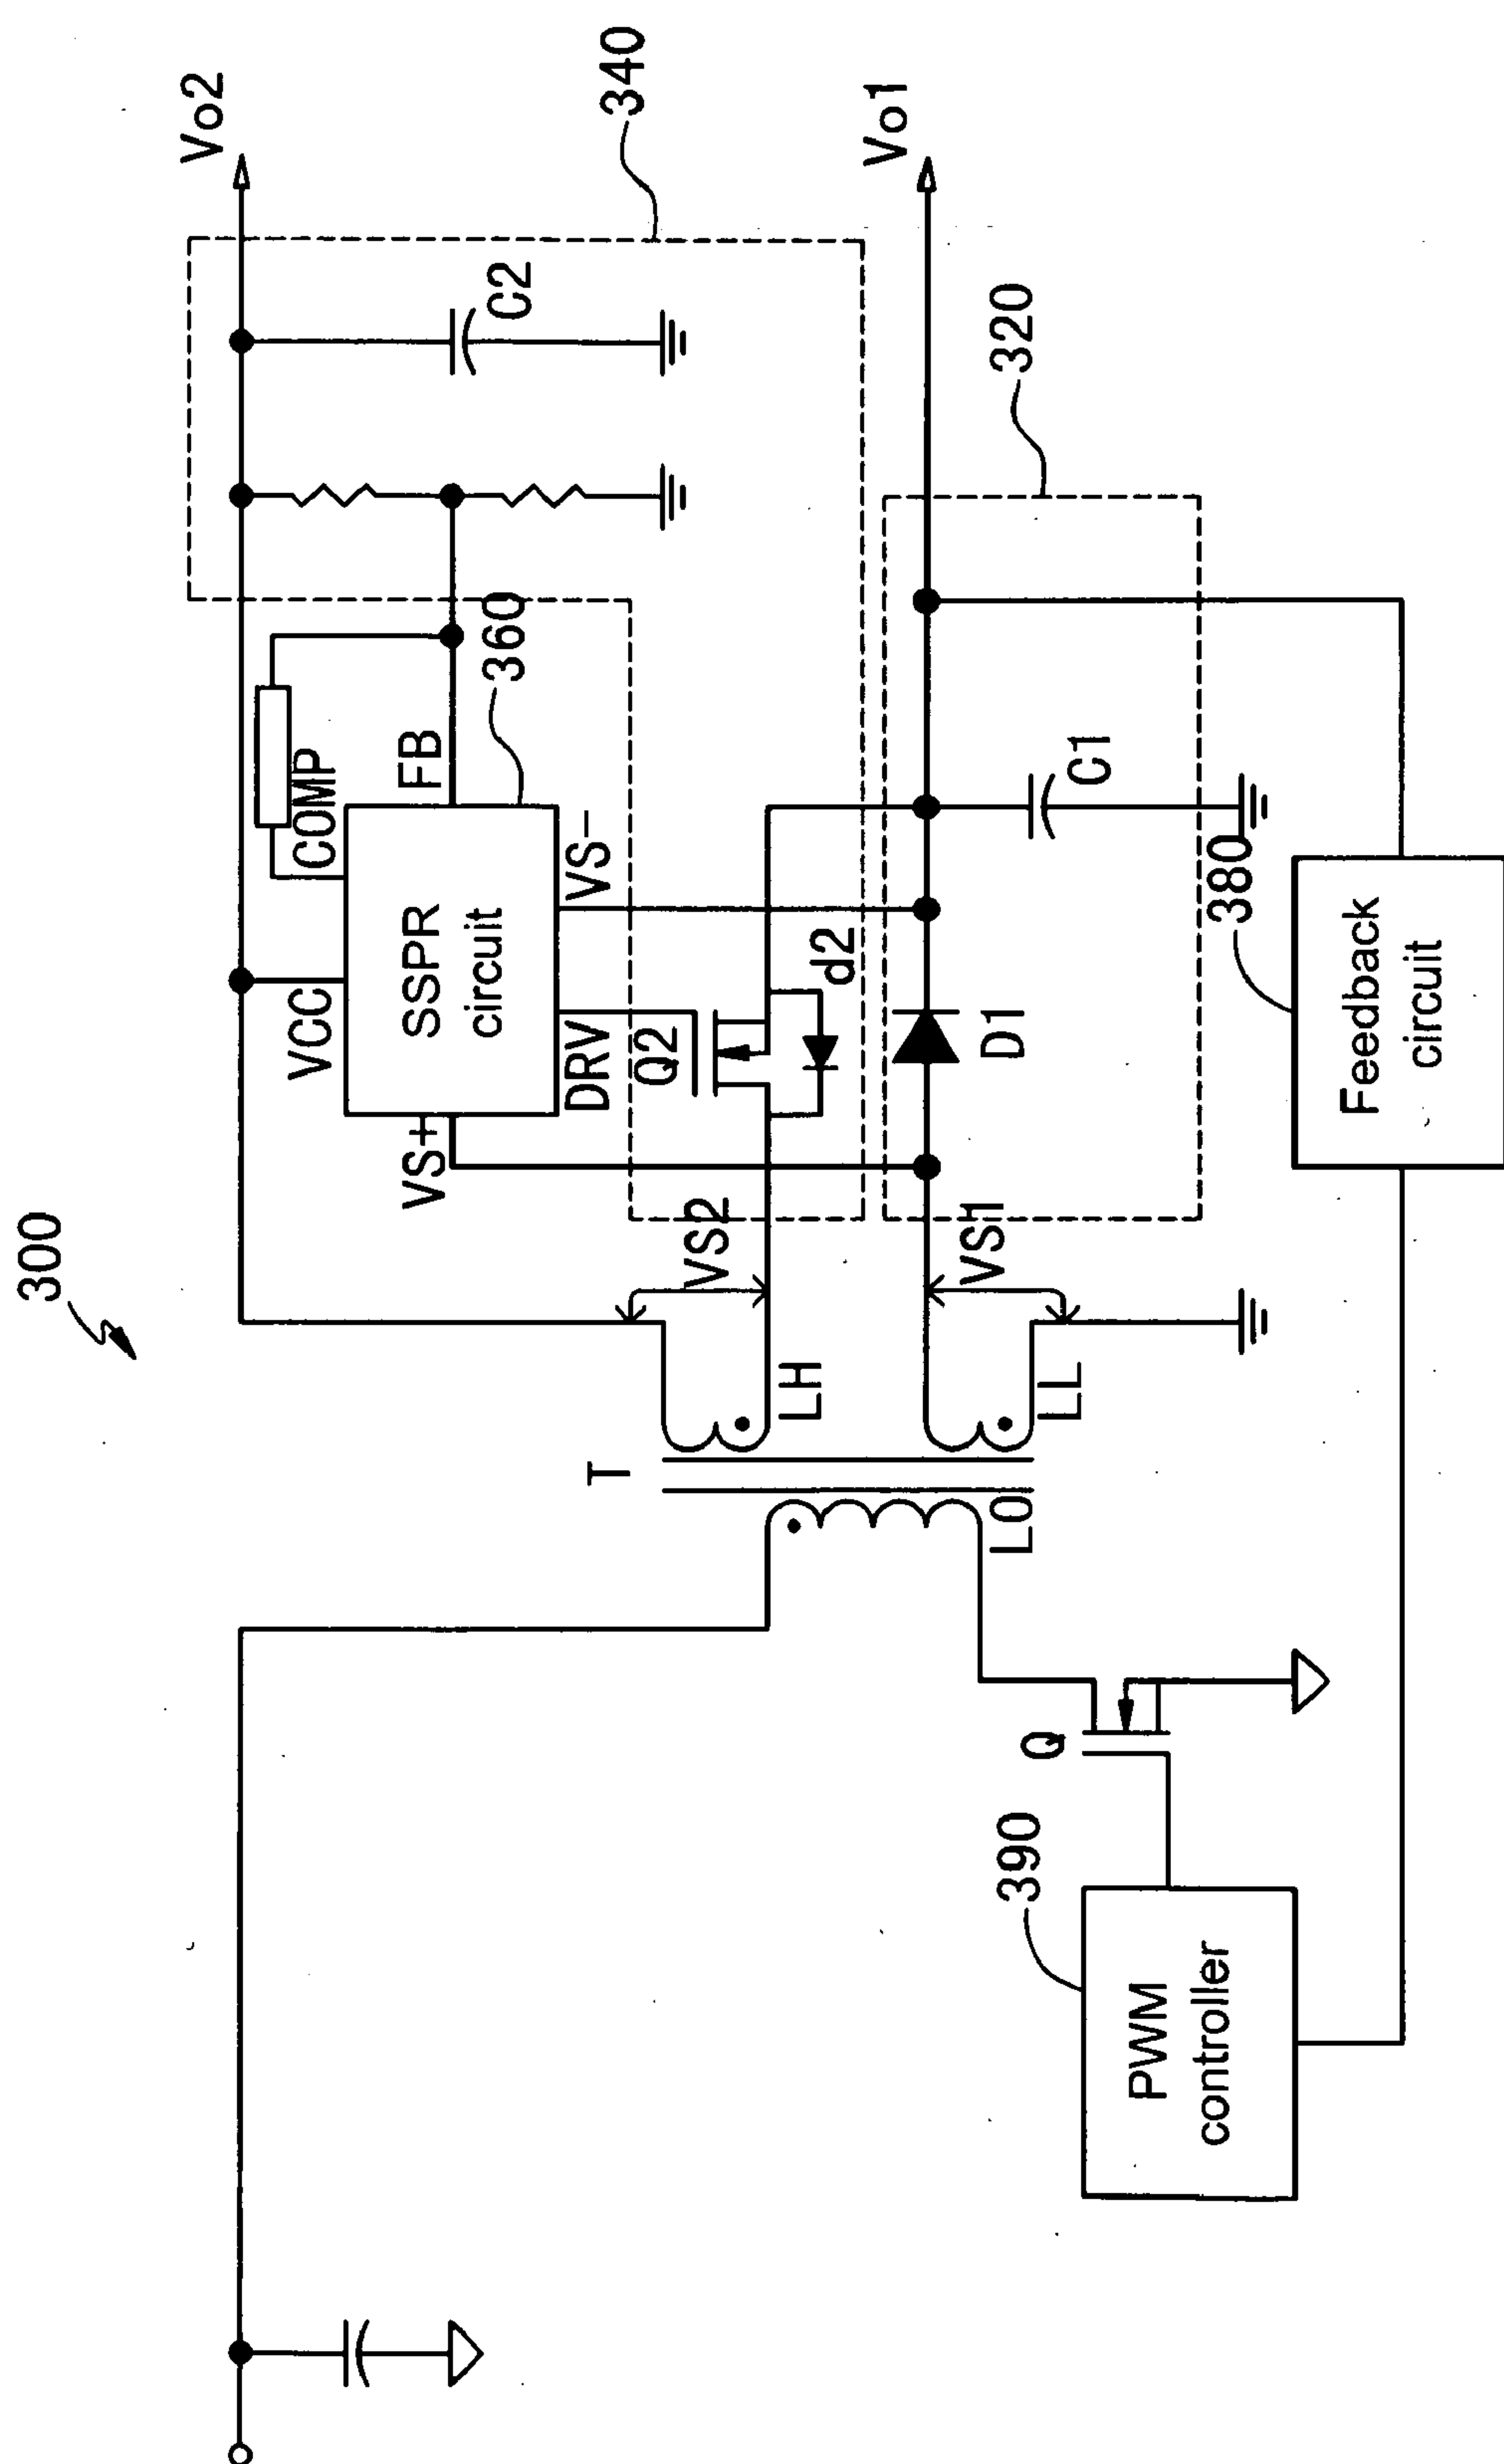 300
Vo2
340
Vo1
320
C2
360
COMP
FB
VCC
SSPR
circuit
VS+
VS-
DRV
Q2
d2
D1
C1
380
Feedback
circuit
VS2
VS1
T
LH
LL
LO
Q
390
PWM
controller